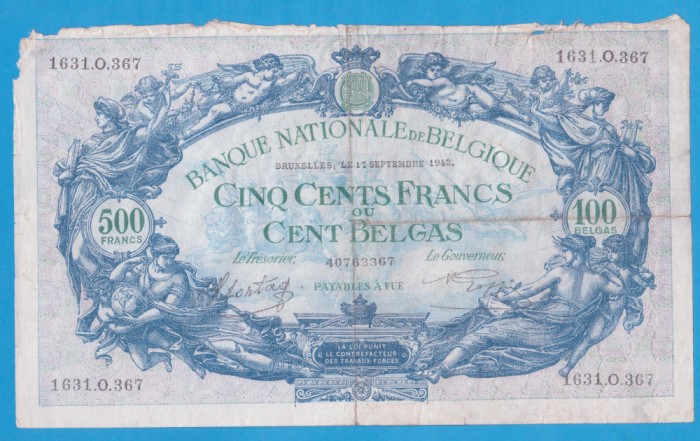 1631.O.367 1631.O.367
BANQUE NATIONALE DE BELGIQUE
BRUXELLES, LE 17 SEPTEMBRE 1942.
CINQ CENTS FRANCS
OU
CENT BELGAS
500 FRANCS
100 BELGAS
Le Trésorier, 40763367 Le Gouverneur,
PAYABLES À VUE
LA LOI PUNIT
LE CONTREFACTEUR
DES TRAVAUX FORCÉS
1631.O.367 1631.O.367